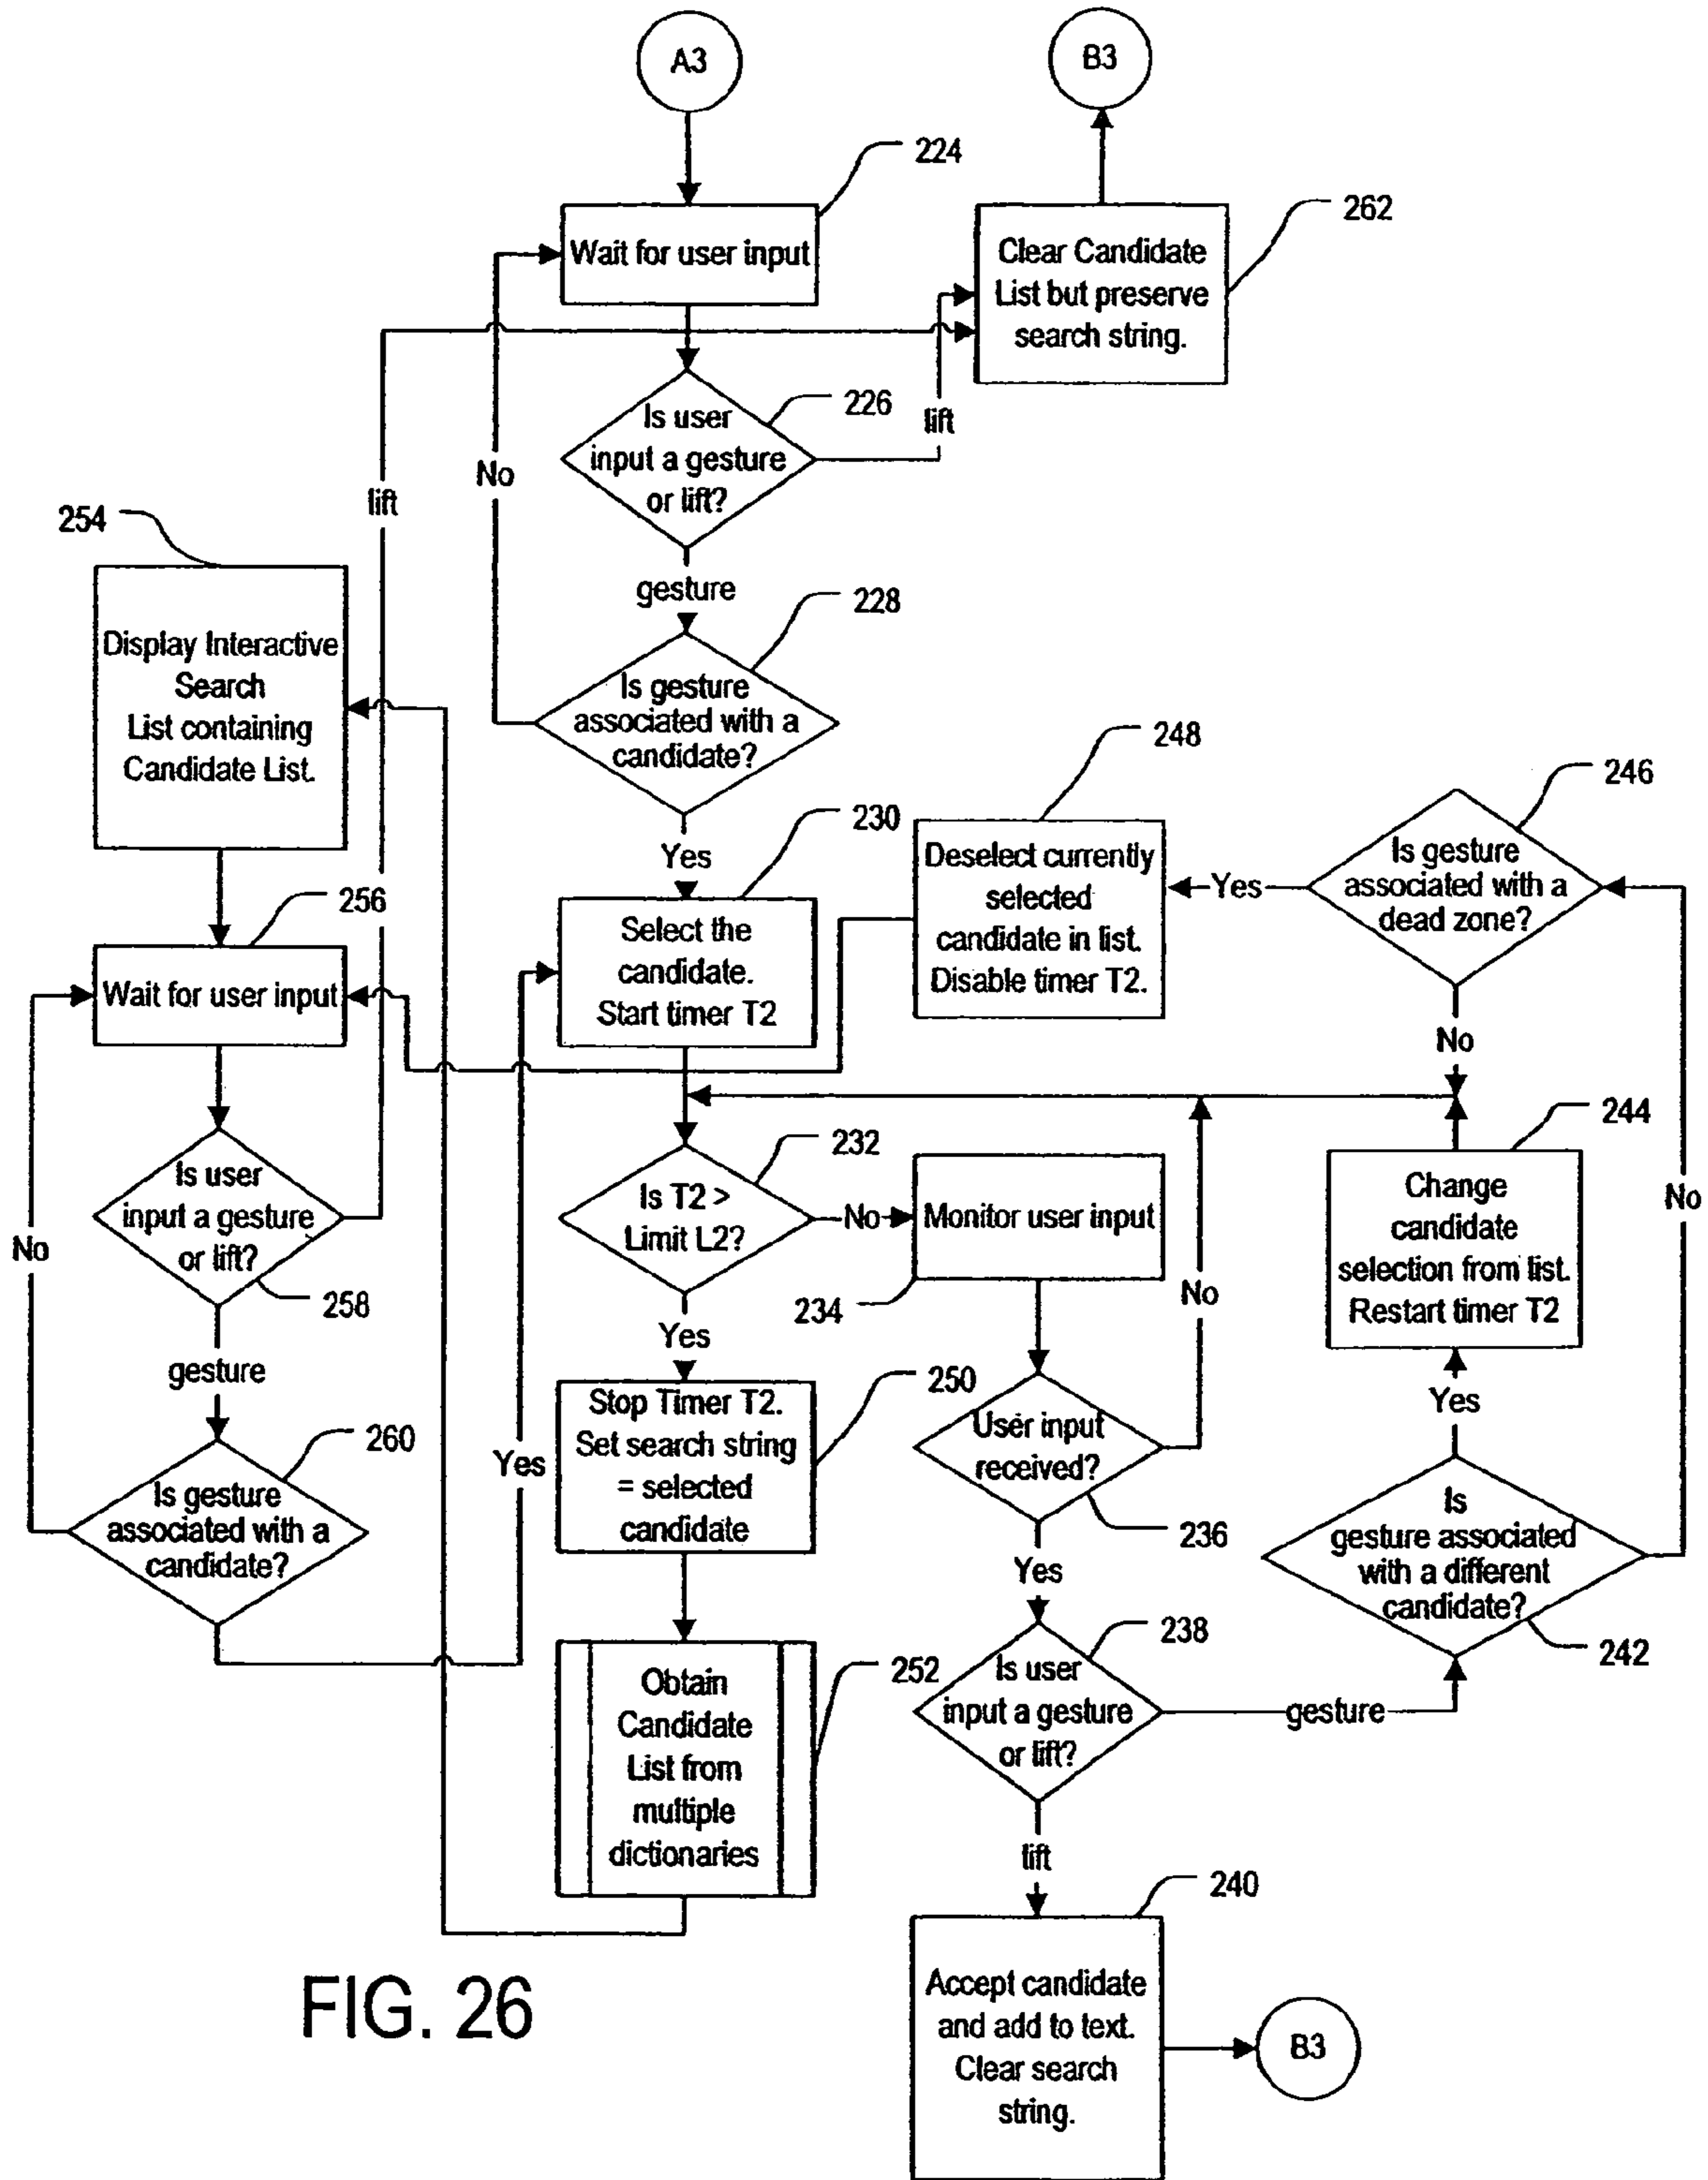 A3
B3
224
Wait for user input
262
Clear Candidate
List but preserve
search string.
226
Is user
input a gesture
or lift?
lift
No
lift
gesture
254
Display Interactive
Search
List containing
Candidate List.
228
Is gesture
associated with a
candidate?
Yes
230
Select the
candidate.
Start timer T2
248
Deselect currently
selected
candidate in list.
Disable timer T2.
Yes
246
Is gesture
associated with a
dead zone?
No
256
Wait for user input
Is user
input a gesture
or lift?
258
No
gesture
260
Is gesture
associated with a
candidate?
Yes
232
Is T2 >
Limit L2?
No
Monitor user input
234
Yes
250
Stop Timer T2.
Set search string
= selected
candidate
252
Obtain
Candidate
List from
multiple
dictionaries
User input
received?
236
No
Yes
238
Is user
input a gesture
or lift?
gesture
lift
244
Change
candidate
selection from list.
Restart timer T2
No
Yes
Is
gesture associated
with a different
candidate?
242
240
Accept candidate
and add to text.
Clear search
string.
B3
FIG. 26